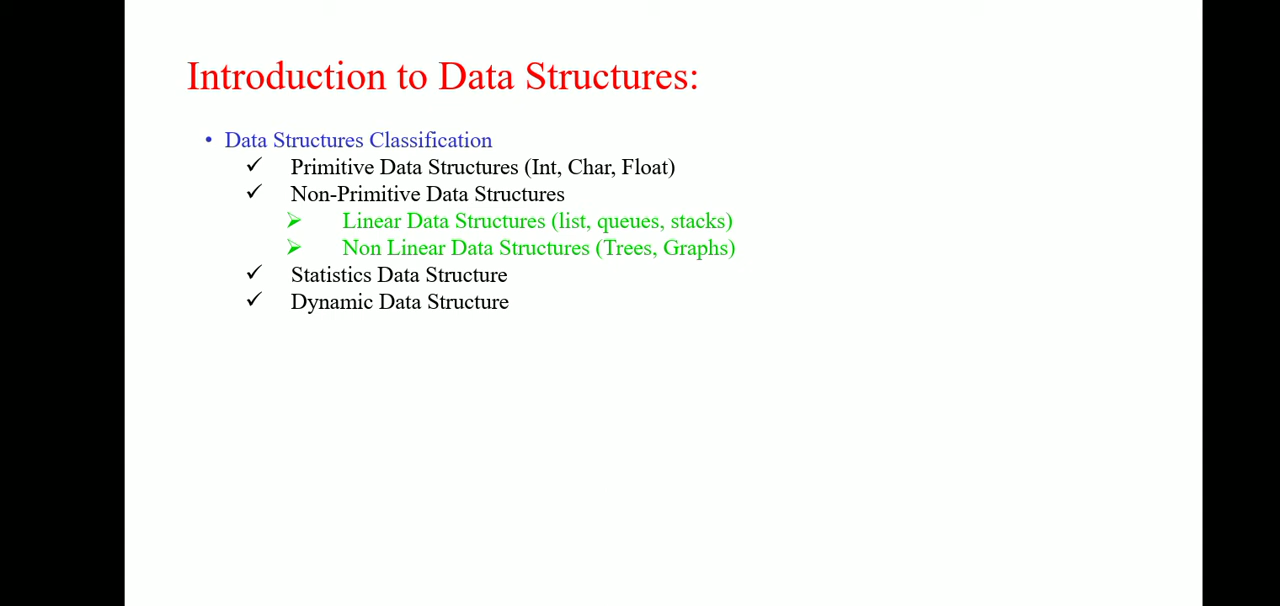 Introduction to Data Structures:
• Data Structures Classification
✓ Primitive Data Structures (Int, Char, Float)
✓ Non-Primitive Data Structures
➢ Linear Data Structures (list, queues, stacks)
➢ Non Linear Data Structures (Trees, Graphs)
✓ Statistics Data Structure
✓ Dynamic Data Structure